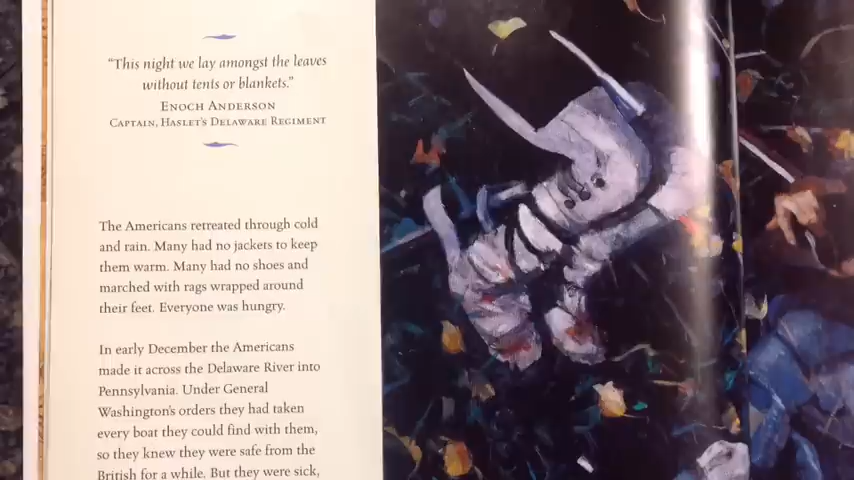 “This night we lay amongst the leaves
without tents or blankets.”
Enoch Anderson
Captain, Haslet’s Delaware Regiment
The Americans retreated through cold
and rain. Many had no jackets to keep
them warm. Many had no shoes and
marched with rags wrapped around
their feet. Everyone was hungry.
In early December the Americans
made it across the Delaware River into
Pennsylvania. Under General
Washington’s orders they had taken
every boat they could find with them,
so they knew they were safe from the
British for a while. But they were sick,